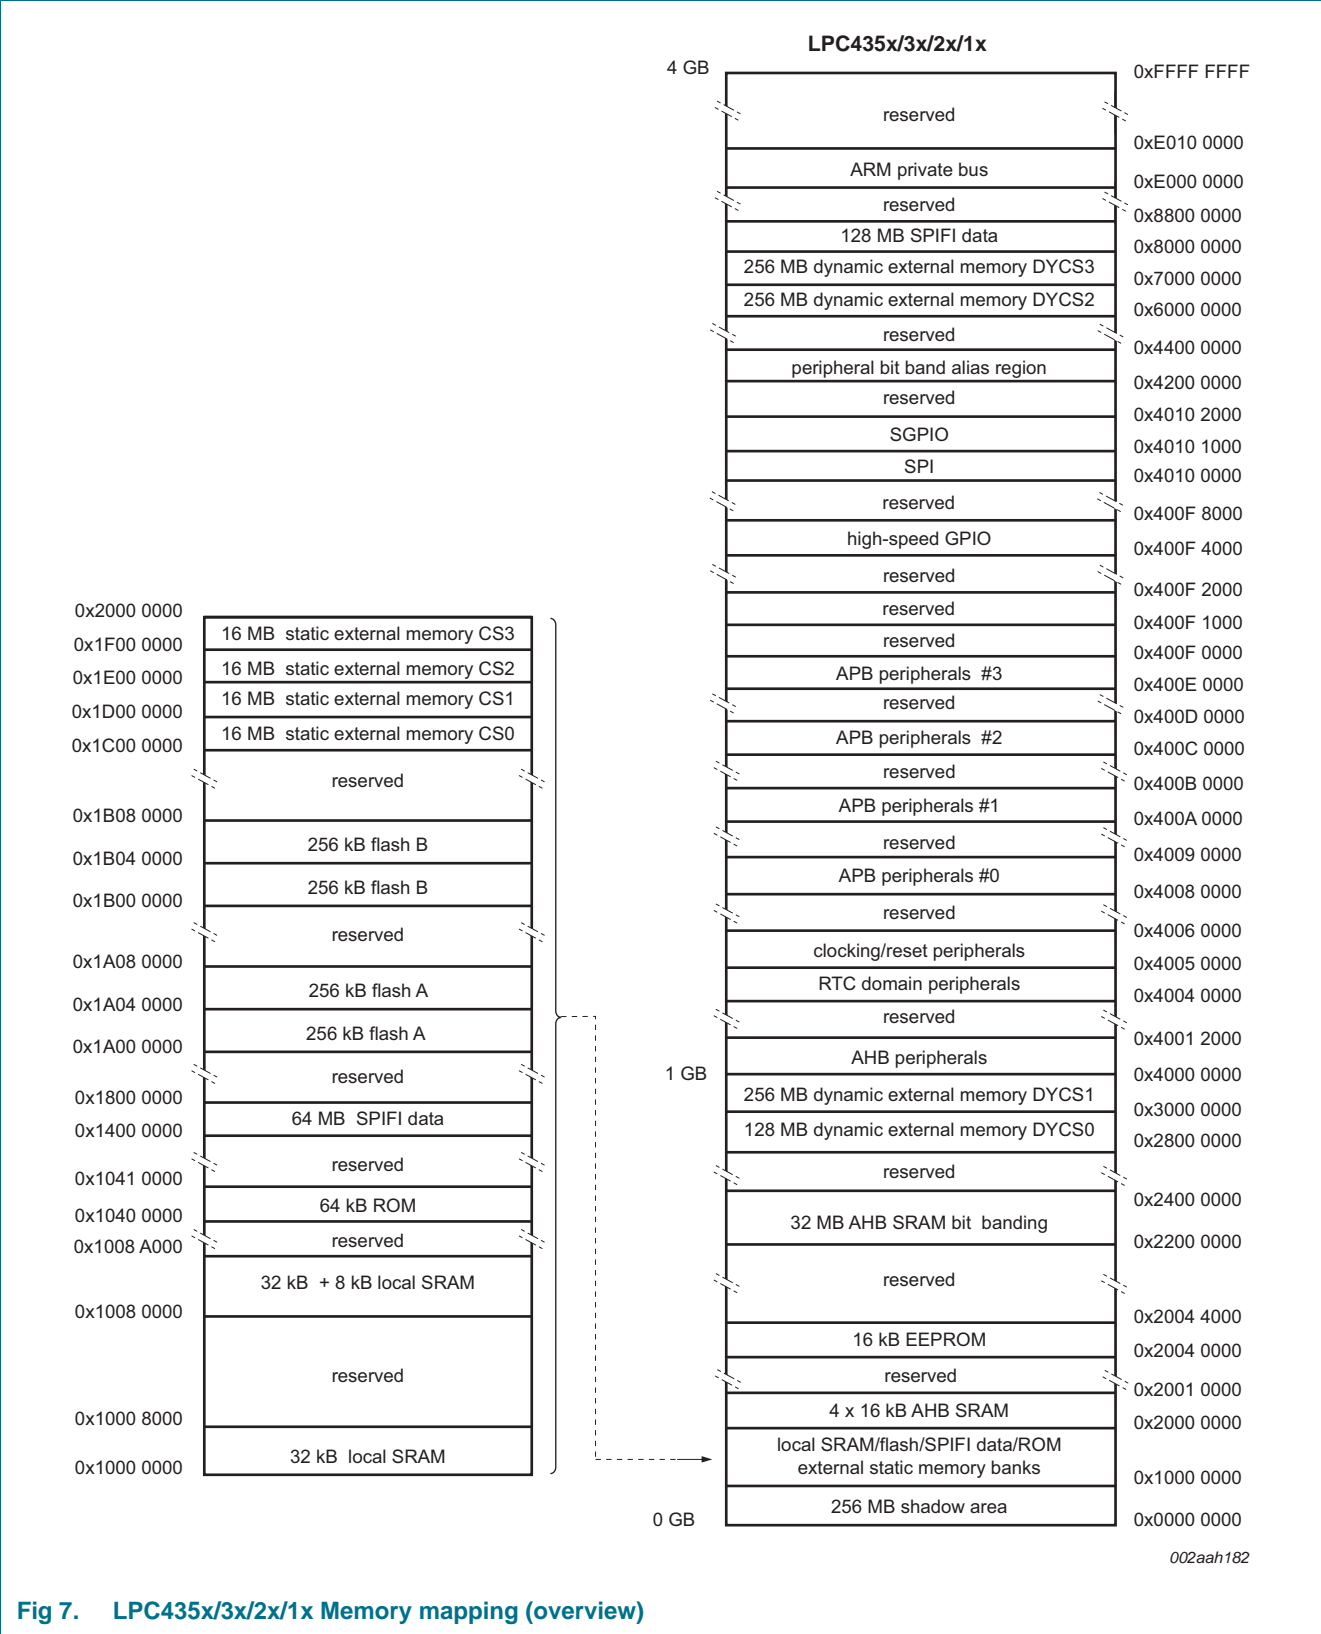 LPC435x/3x/2x/1x
4 GB
0xFFFF FFFF
reserved
0xE010 0000
ARM private bus
0xE000 0000
reserved
0x8800 0000
128 MB SPIFI data
0x8000 0000
256 MB dynamic external memory DYCS3
0x7000 0000
256 MB dynamic external memory DYCS2
0x6000 0000
reserved
0x4400 0000
peripheral bit band alias region
0x4200 0000
reserved
0x4010 2000
SGPIO
0x4010 1000
SPI
0x4010 0000
reserved
0x400F 8000
high-speed GPIO
0x400F 4000
reserved
0x400F 2000
reserved
0x400F 1000
reserved
0x400F 0000
APB peripherals #3
0x400E 0000
reserved
0x400D 0000
APB peripherals #2
0x400C 0000
reserved
0x400B 0000
APB peripherals #1
0x400A 0000
reserved
0x4009 0000
APB peripherals #0
0x4008 0000
reserved
0x4006 0000
clocking/reset peripherals
0x4005 0000
RTC domain peripherals
0x4004 0000
reserved
0x4001 2000
AHB peripherals
1 GB
0x4000 0000
256 MB dynamic external memory DYCS1
0x3000 0000
128 MB dynamic external memory DYCS0
0x2800 0000
reserved
0x2400 0000
32 MB AHB SRAM bit banding
0x2200 0000
reserved
0x2004 4000
16 kB EEPROM
0x2004 0000
reserved
0x2001 0000
4 x 16 kB AHB SRAM
0x2000 0000
local SRAM/flash/SPIFI data/ROM
external static memory banks
0x1000 0000
256 MB shadow area
0 GB
0x0000 0000
0x2000 0000
16 MB static external memory CS3
0x1F00 0000
16 MB static external memory CS2
0x1E00 0000
16 MB static external memory CS1
0x1D00 0000
16 MB static external memory CS0
0x1C00 0000
reserved
0x1B08 0000
256 kB flash B
0x1B04 0000
256 kB flash B
0x1B00 0000
reserved
0x1A08 0000
256 kB flash A
0x1A04 0000
256 kB flash A
0x1A00 0000
reserved
0x1800 0000
64 MB SPIFI data
0x1400 0000
reserved
0x1041 0000
64 kB ROM
0x1040 0000
reserved
0x1008 A000
32 kB + 8 kB local SRAM
0x1008 0000
reserved
0x1000 8000
32 kB local SRAM
0x1000 0000
002aah182
Fig 7. LPC435x/3x/2x/1x Memory mapping (overview)